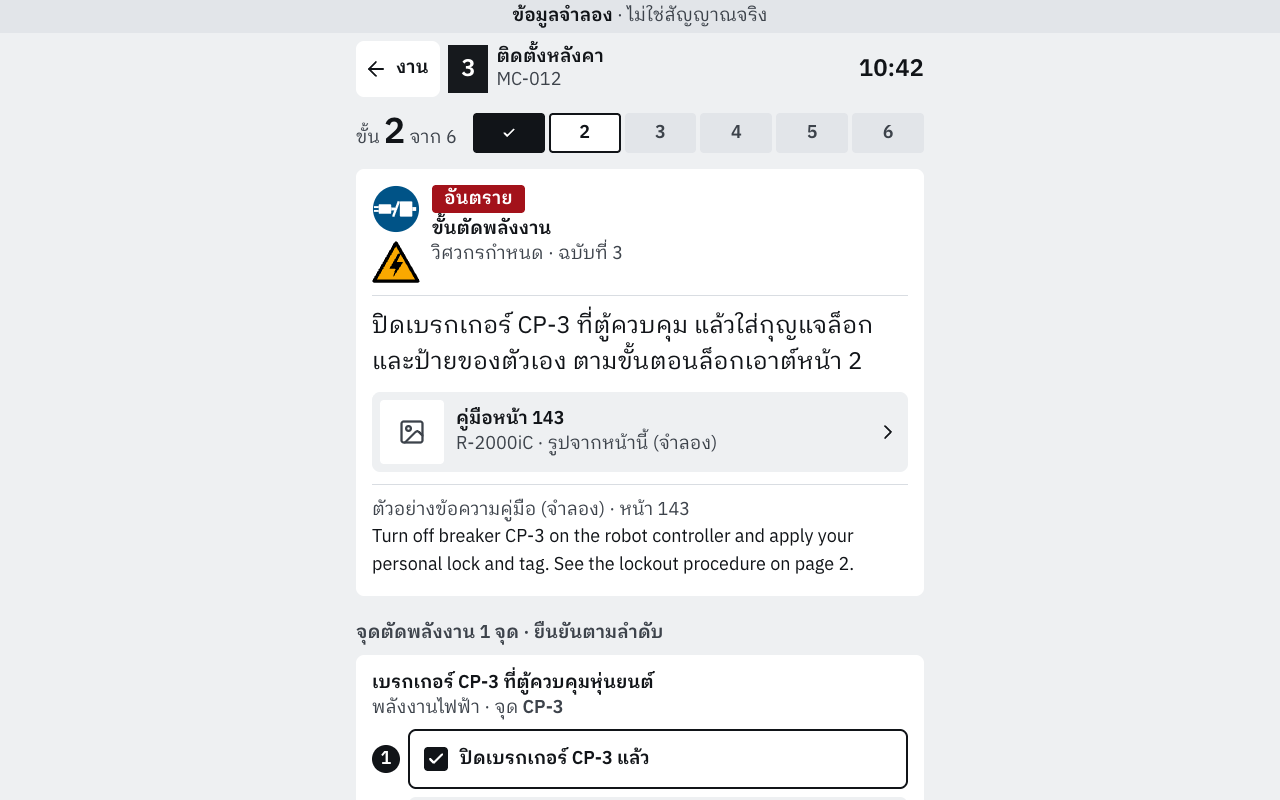 ข้อมูลจำลอง · ไม่ใช่สัญญาณจริง
งาน
3
ติดตั้งหลังคา
MC-012
10:42
ขั้น 2 จาก 6
2
3
4
5
6
อันตราย
ขั้นตัดพลังงาน
วิศวกรกำหนด · ฉบับที่ 3
ปิดเบรกเกอร์ CP-3 ที่ตู้ควบคุม แล้วใส่กุญแจล็อก
และป้ายของตัวเอง ตามขั้นตอนล็อกเอาต์หน้า 2
คู่มือหน้า 143
R-2000iC · รูปจากหน้านี้ (จำลอง)
ตัวอย่างข้อความคู่มือ (จำลอง) · หน้า 143
Turn off breaker CP-3 on the robot controller and apply your
personal lock and tag. See the lockout procedure on page 2.
จุดตัดพลังงาน 1 จุด · ยืนยันตามลำดับ
เบรกเกอร์ CP-3 ที่ตู้ควบคุมหุ่นยนต์
พลังงานไฟฟ้า · จุด CP-3
1
ปิดเบรกเกอร์ CP-3 แล้ว